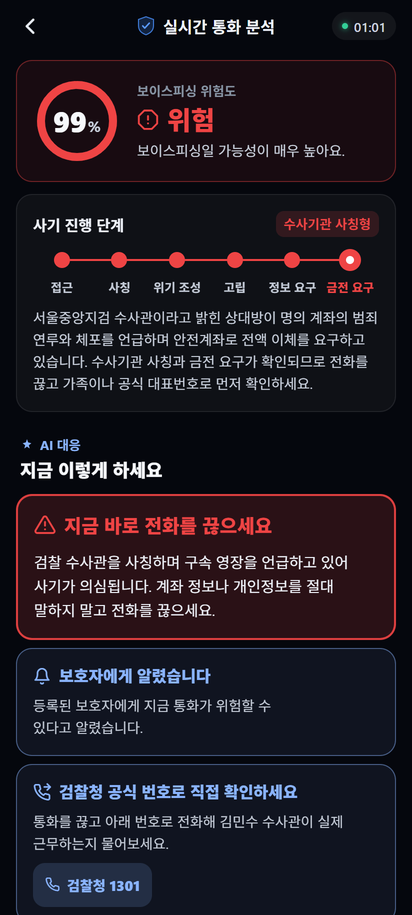 실시간 통화 분석
01:01
보이스피싱 위험도
99%
위험
보이스피싱일 가능성이 매우 높아요.
사기 진행 단계
수사기관 사칭형
접근 사칭 위기 조성 고립 정보 요구 금전 요구
서울중앙지검 수사관이라고 밝힌 상대방이 명의 계좌의 범죄
연루와 체포를 언급하며 안전계좌로 전액 이체를 요구하고
있습니다. 수사기관 사칭과 금전 요구가 확인되므로 전화를
끊고 가족이나 공식 대표번호로 먼저 확인하세요.
AI 대응
지금 이렇게 하세요
지금 바로 전화를 끊으세요
검찰 수사관을 사칭하며 구속 영장을 언급하고 있어
사기가 의심됩니다. 계좌 정보나 개인정보를 절대
말하지 말고 전화를 끊으세요.
보호자에게 알렸습니다
등록된 보호자에게 지금 통화가 위험할 수
있다고 알렸습니다.
검찰청 공식 번호로 직접 확인하세요
통화를 끊고 아래 번호로 전화해 김민수 수사관이 실제
근무하는지 물어보세요.
검찰청 1301